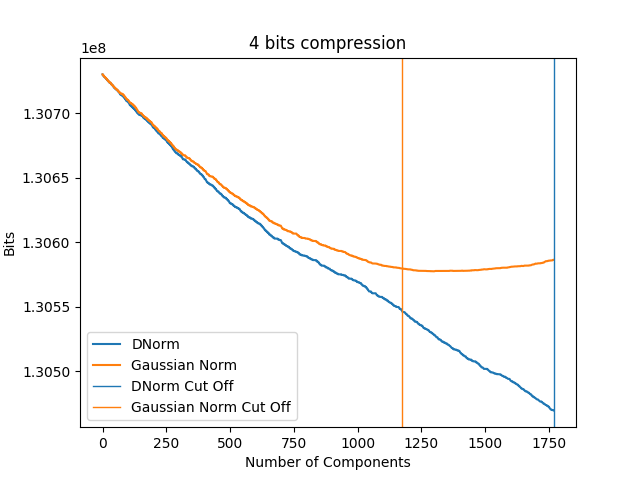 4 bits compression
1e8
1.3070
1.3065
1.3060
1.3055
1.3050
Bits
DNorm
Gaussian Norm
DNorm Cut Off
Gaussian Norm Cut Off
0 250 500 750 1000 1250 1500 1750
Number of Components